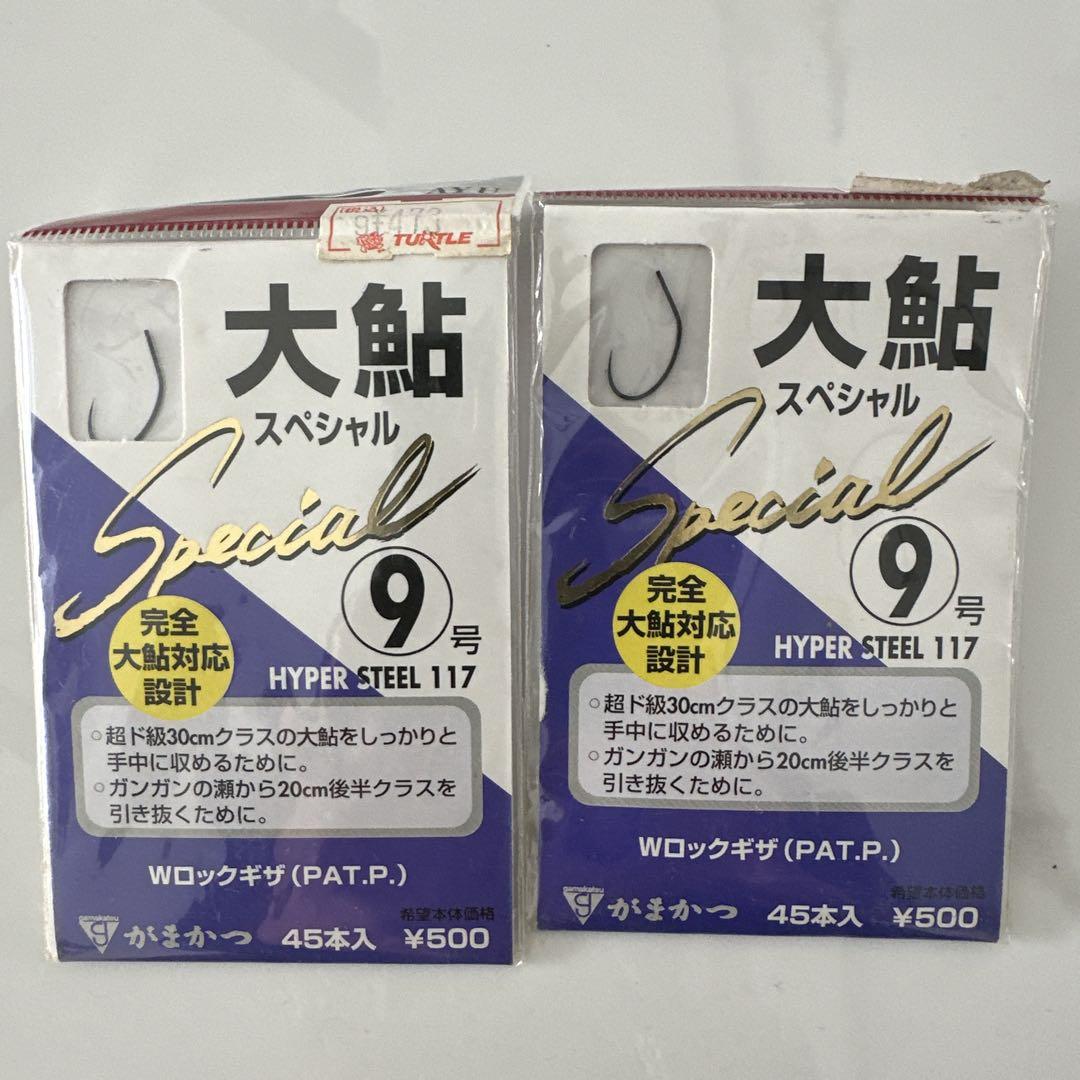 AYU
税込
473
TURTLE
大鮎
スペシャル
Special
9号
完全
大鮎対応
設計
HYPER STEEL 117
○超ド級30cmクラスの大鮎をしっかりと
手中に収めるために。
○ガンガンの瀬から20cm後半クラスを
引き抜くために。
Wロックギザ(PAT.P.)
gamakatsu
がまかつ
45本入
希望本体価格
¥500
大鮎
スペシャル
Special
9号
完全
大鮎対応
設計
HYPER STEEL 117
○超ド級30cmクラスの大鮎をしっかりと
手中に収めるために。
○ガンガンの瀬から20cm後半クラスを
引き抜くために。
Wロックギザ(PAT.P.)
gamakatsu
がまかつ
45本入
希望本体価格
¥500